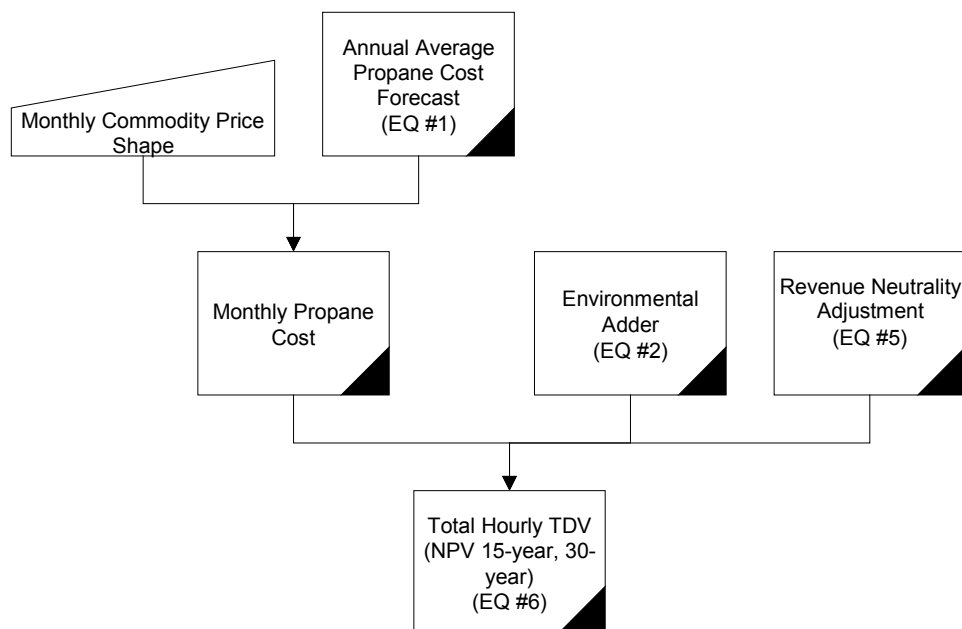 Annual Average
Propane Cost
Forecast
(EQ #1)
Monthly Commodity Price
Shape
Monthly Propane
Cost
Environmental
Adder
(EQ #2)
Revenue Neutrality
Adjustment
(EQ #5)
Total Hourly TDV
(NPV 15-year, 30-
year)
(EQ #6)